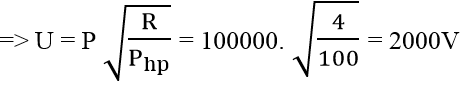 => U = P √(R/P_hp) = 100000. √(4/100) = 2000V